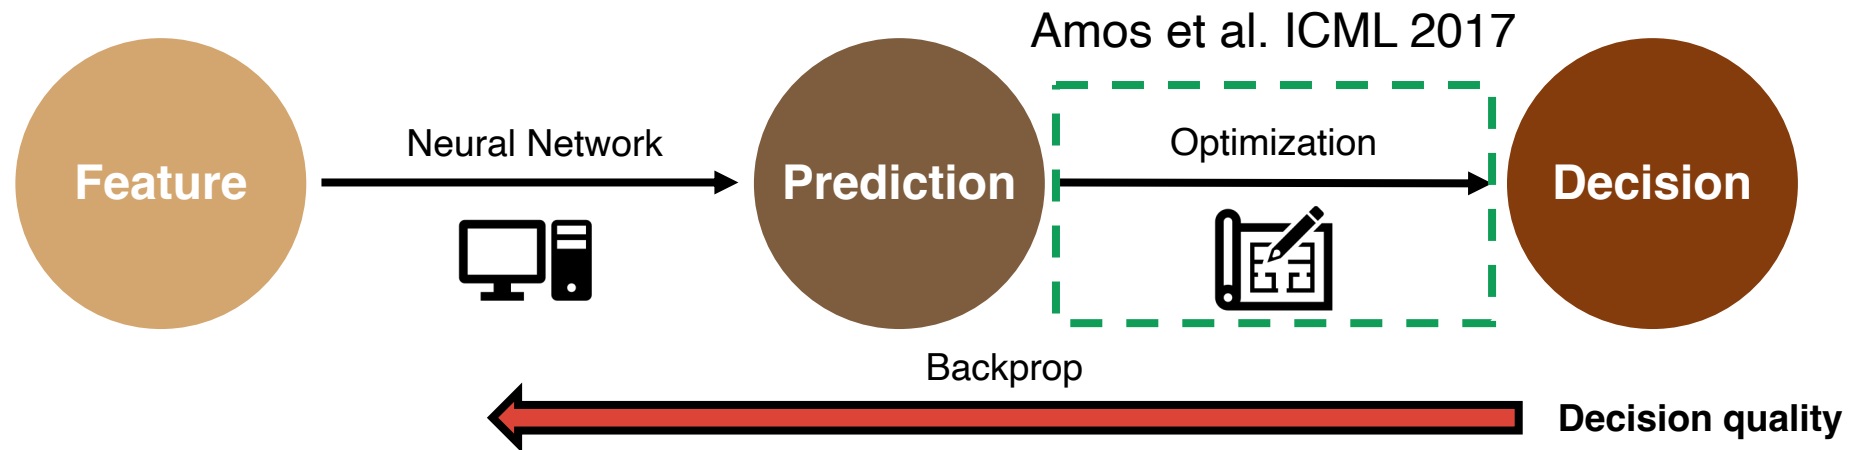 Amos et al. ICML 2017
Neural Network
Optimization
Feature
Prediction
Decision
Backprop
Decision quality